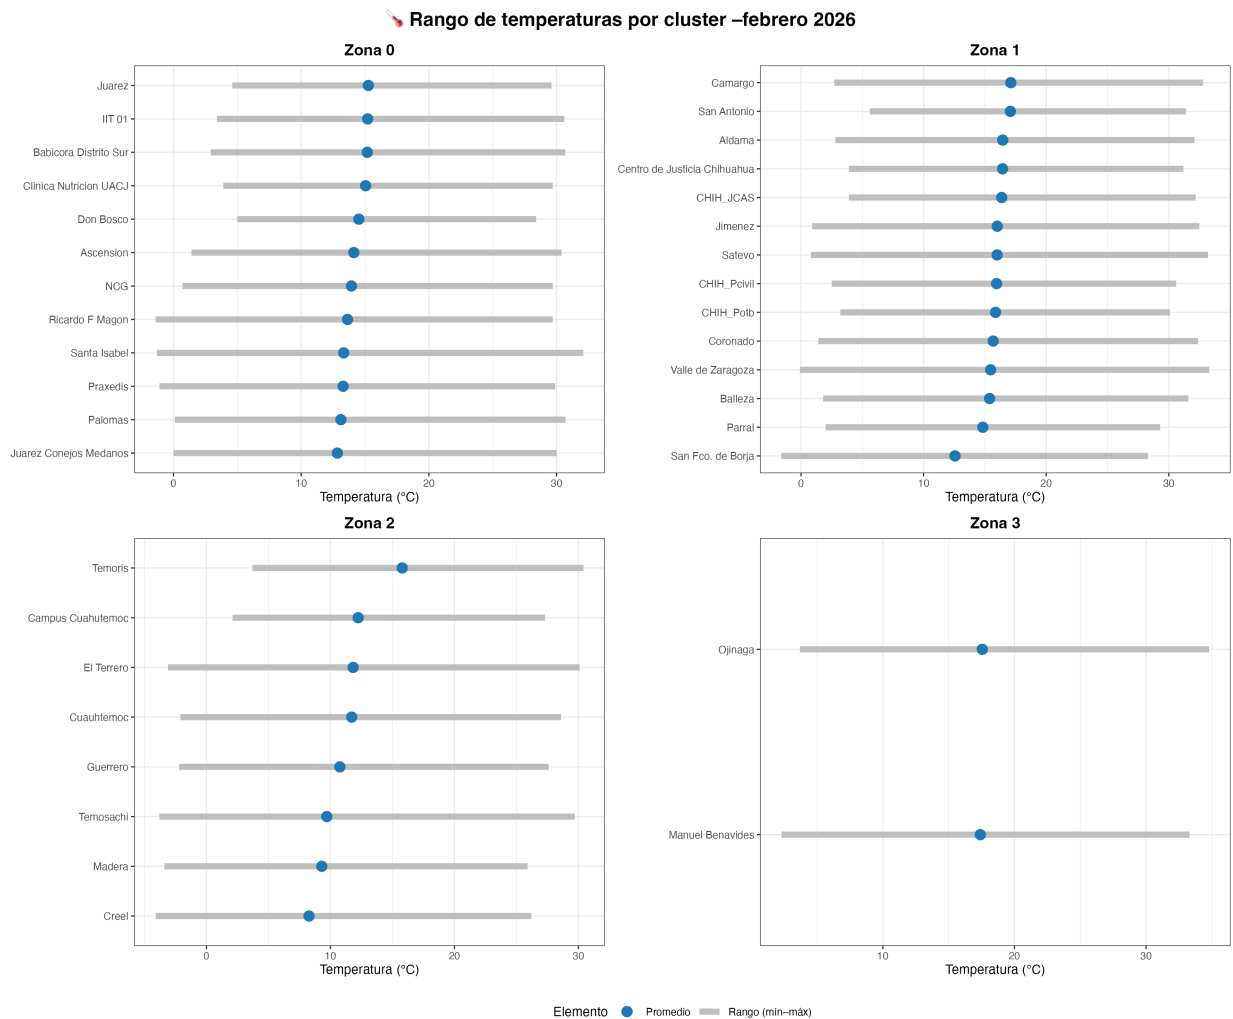 🌡️ Rango de temperaturas por cluster –febrero 2026
Zona 0
Juarez
IIT 01
Babicora Distrito Sur
Clinica Nutricion UACJ
Don Bosco
Ascension
NCG
Ricardo F Magon
Santa Isabel
Praxedis
Palomas
Juarez Conejos Medanos
0 10 20 30
Temperatura (°C)
Zona 1
Camargo
San Antonio
Aldama
Centro de Justicia Chihuahua
CHIH_JCAS
Jimenez
Satevo
CHIH_Pcivil
CHIH_Potb
Coronado
Valle de Zaragoza
Balleza
Parral
San Fco. de Borja
0 10 20 30
Temperatura (°C)
Zona 2
Temoris
Campus Cuahutemoc
El Terrero
Cuauhtemoc
Guerrero
Temosachi
Madera
Creel
0 10 20 30
Temperatura (°C)
Zona 3
Ojinaga
Manuel Benavides
10 20 30
Temperatura (°C)
Elemento Promedio Rango (mín–máx)